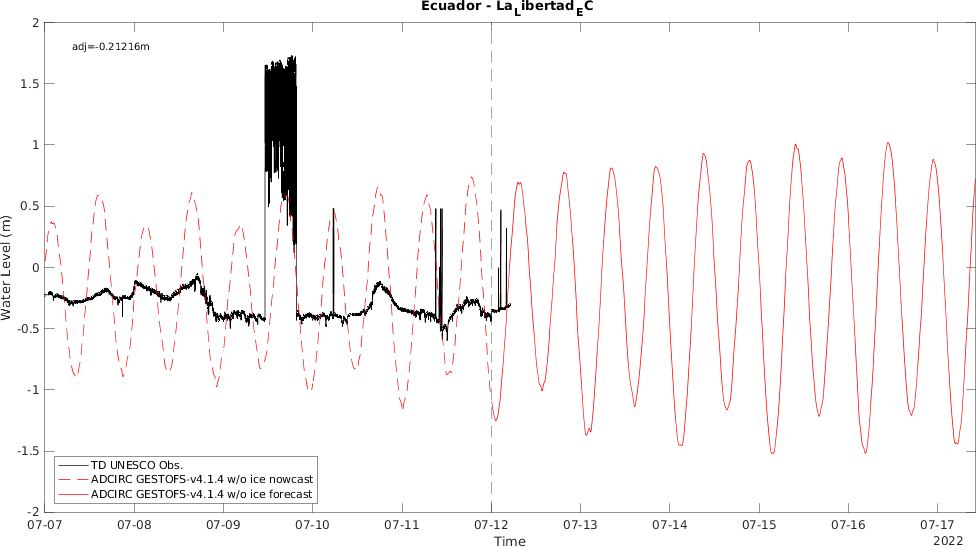 Ecuador - LaLibertadEC
adj=-0.21216m
Water Level (m)
2
1.5
1
0.5
0
-0.5
-1
-1.5
-2
TD UNESCO Obs.
ADCIRC GESTOFS-v4.1.4 w/o ice nowcast
ADCIRC GESTOFS-v4.1.4 w/o ice forecast
07-07 07-08 07-09 07-10 07-11 07-12 07-13 07-14 07-15 07-16 07-17
Time
2022